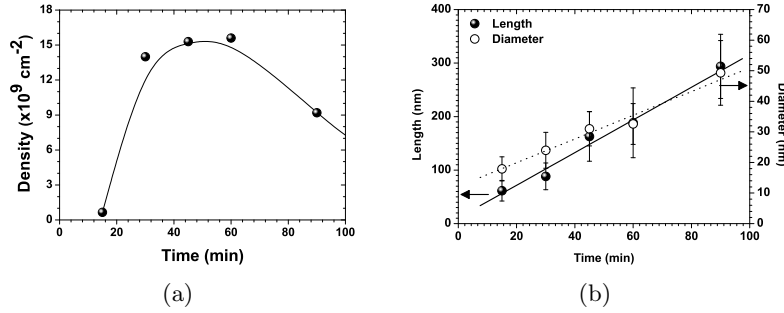 18
15
12
9
6
3
0
Density (x10⁹ cm⁻²)
0 20 40 60 80 100
Time (min)
(a)
400
300
200
100
0
Length (nm)
Length
Diameter
70
60
50
40
30
20
10
0
Diameter (nm)
0 20 40 60 80 100
Time (min)
(b)